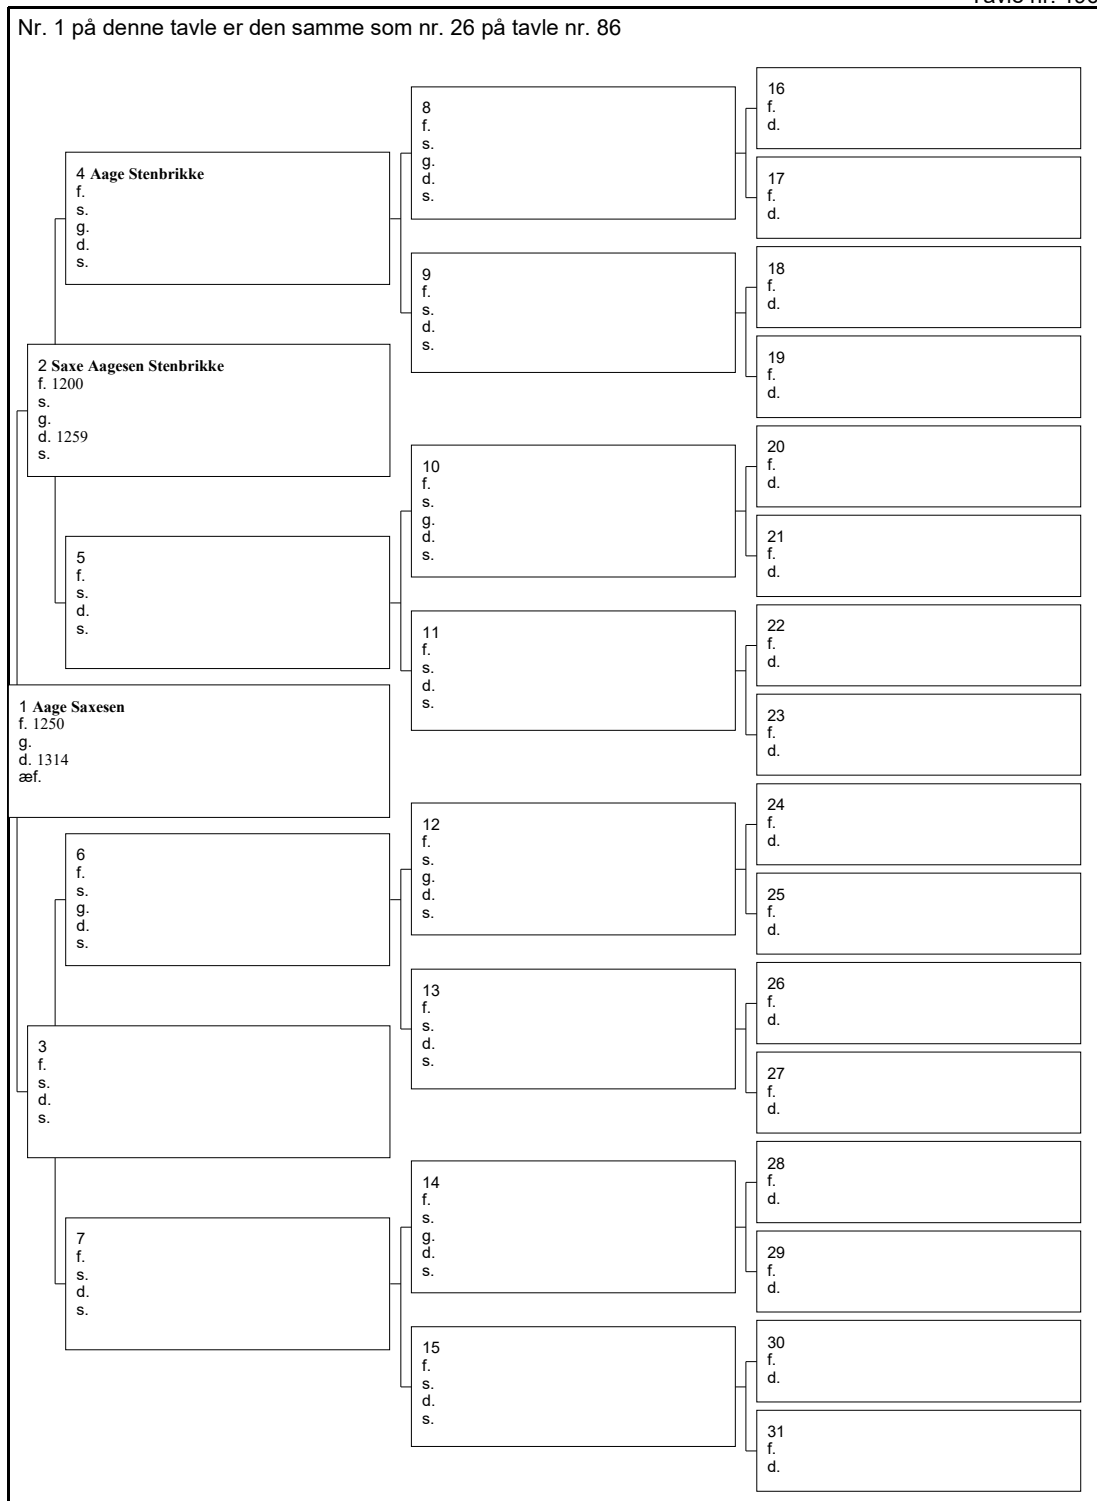 Nr. 1 på denne tavle er den samme som nr. 26 på tavle nr. 86
4 Aage Stenbrikke
f.
s.
g.
d.
s.
2 Saxe Aagesen Stenbrikke
f. 1200
s.
g.
d. 1259
s.
5
f.
s.
d.
s.
1 Aage Saxesen
f. 1250
g.
d. 1314
æf.
6
f.
s.
g.
d.
s.
3
f.
s.
d.
s.
7
f.
s.
d.
s.
8
f.
s.
g.
d.
s.
9
f.
s.
d.
s.
10
f.
s.
g.
d.
s.
11
f.
s.
d.
s.
12
f.
s.
g.
d.
s.
13
f.
s.
d.
s.
14
f.
s.
g.
d.
s.
15
f.
s.
d.
s.
16
f.
d.
17
f.
d.
18
f.
d.
19
f.
d.
20
f.
d.
21
f.
d.
22
f.
d.
23
f.
d.
24
f.
d.
25
f.
d.
26
f.
d.
27
f.
d.
28
f.
d.
29
f.
d.
30
f.
d.
31
f.
d.